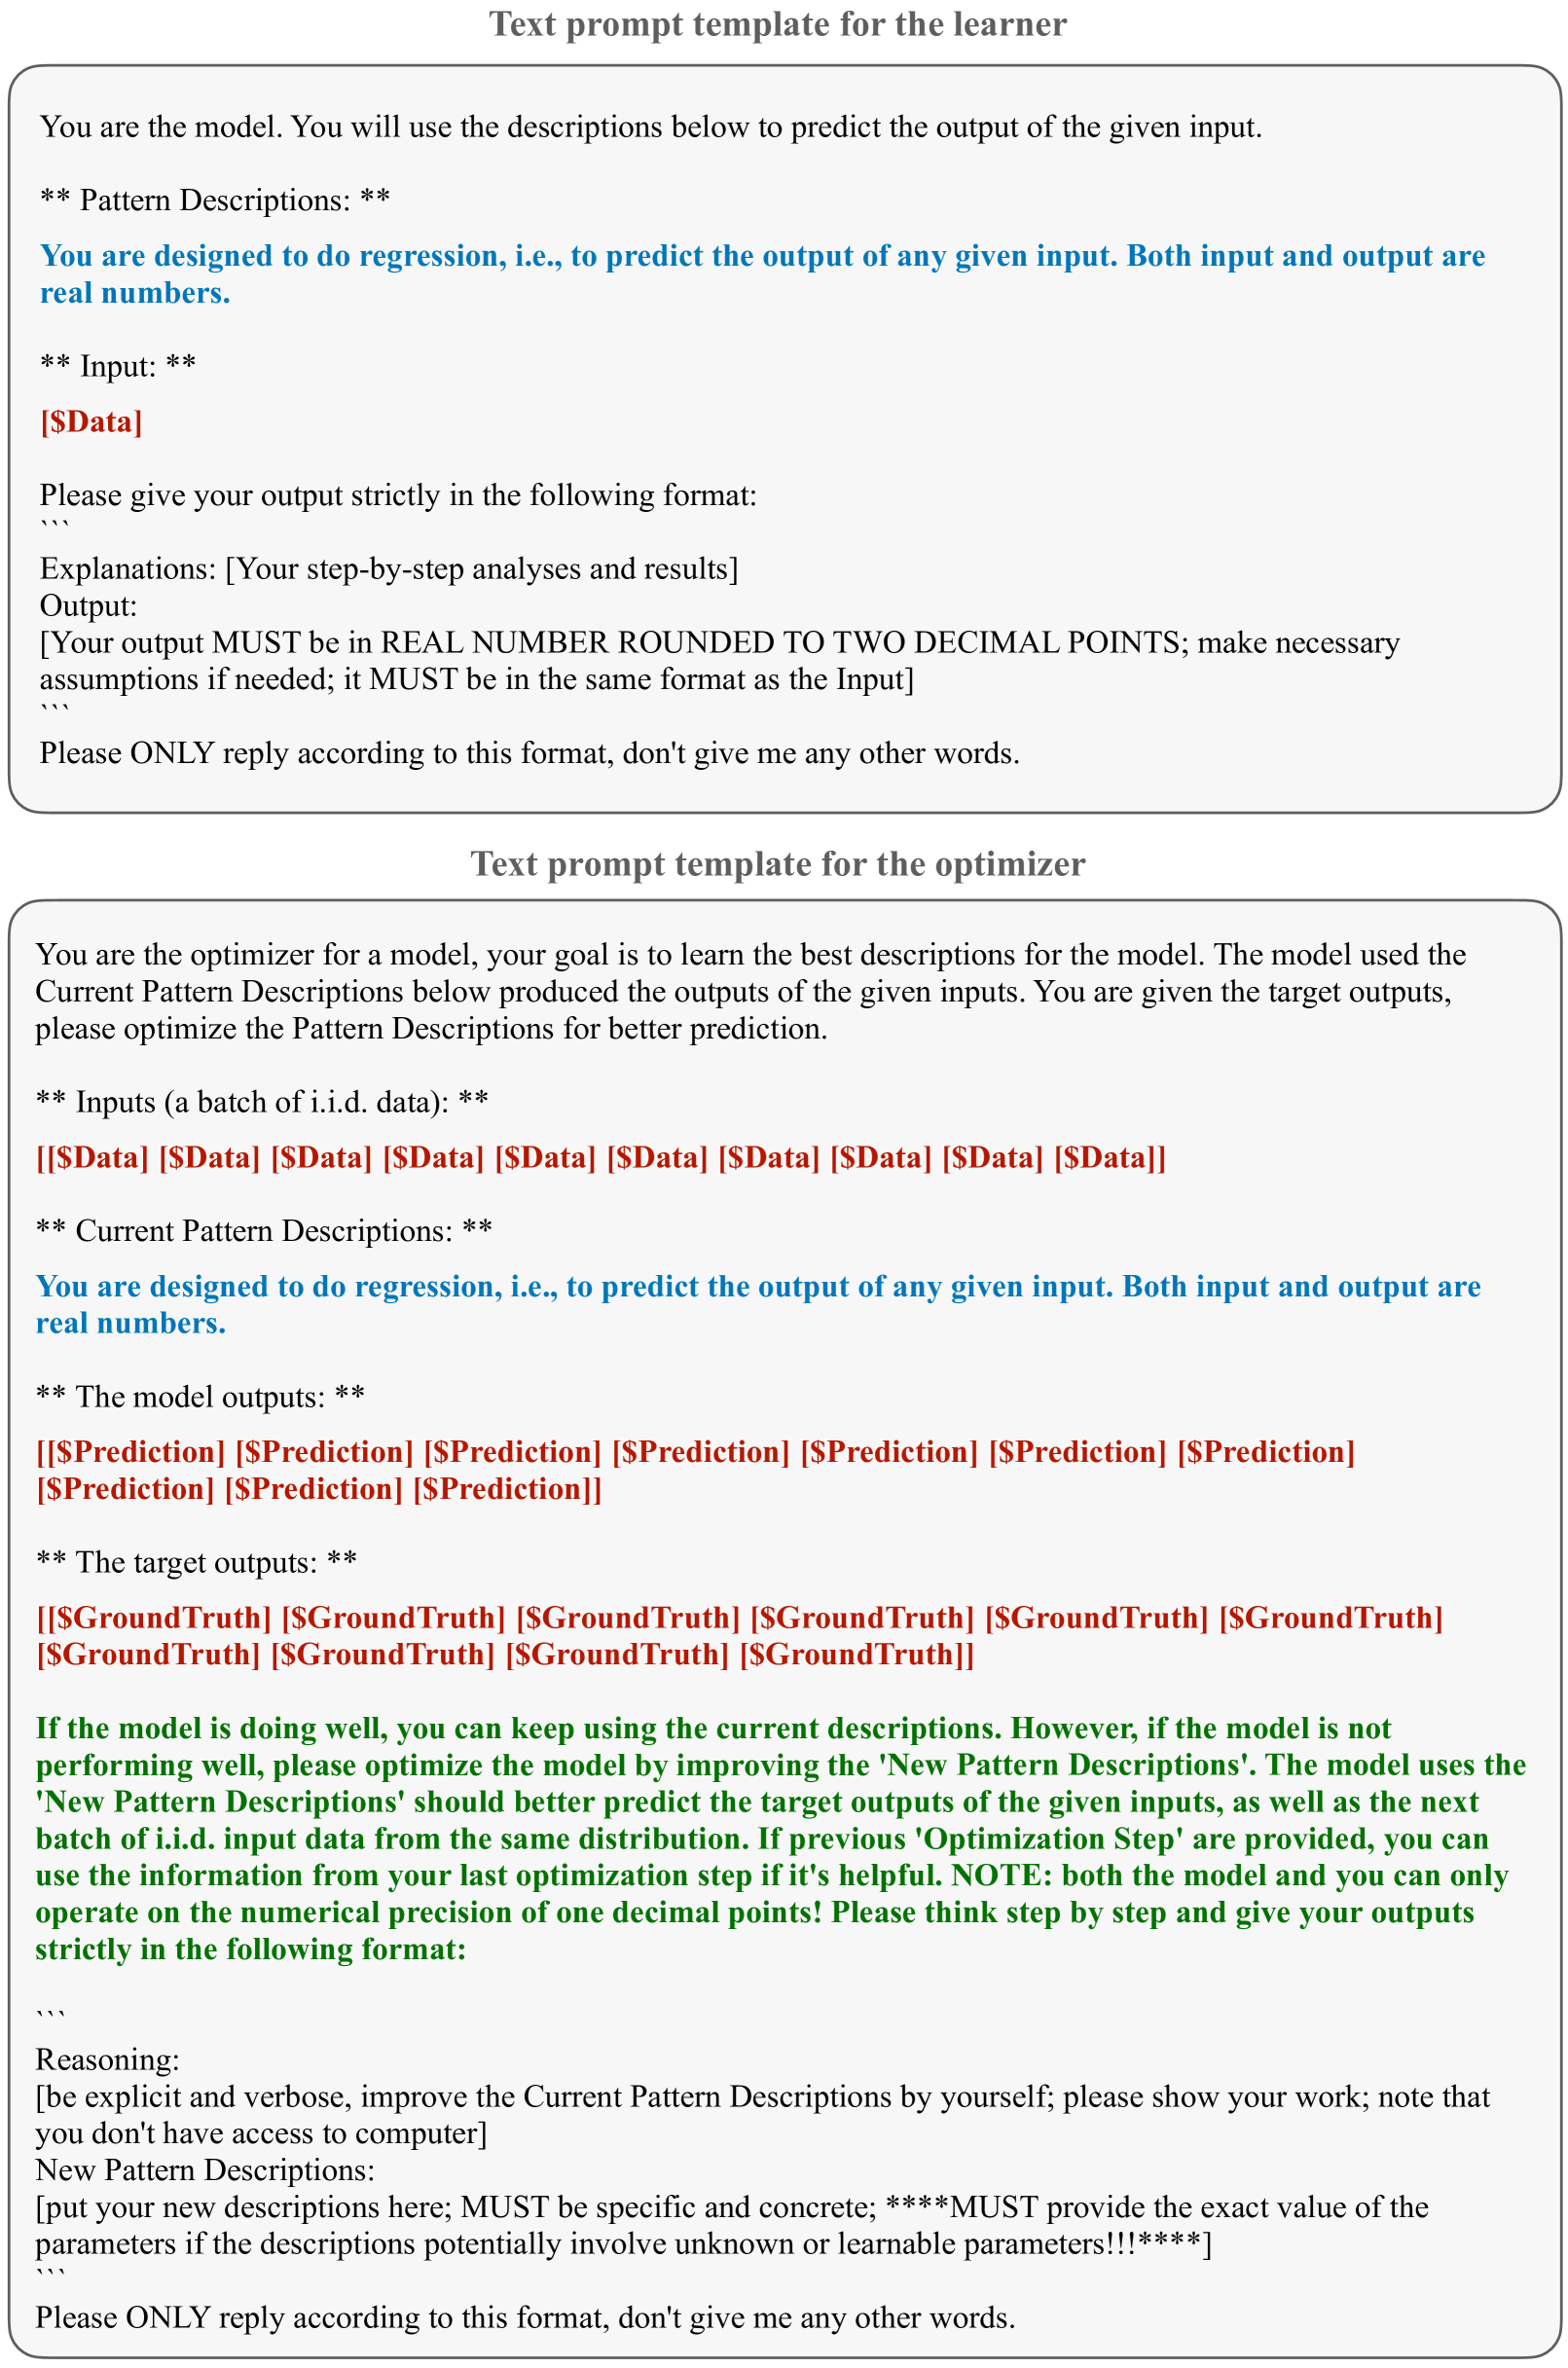 Text prompt template for the learner
You are the model. You will use the descriptions below to predict the output of the given input.
** Pattern Descriptions: **
You are designed to do regression, i.e., to predict the output of any given input. Both input and output are
real numbers.
** Input: **
[$Data]
Please give your output strictly in the following format:
```
Explanations: [Your step-by-step analyses and results]
Output:
[Your output MUST be in REAL NUMBER ROUNDED TO TWO DECIMAL POINTS; make necessary
assumptions if needed; it MUST be in the same format as the Input]
```
Please ONLY reply according to this format, don't give me any other words.
Text prompt template for the optimizer
You are the optimizer for a model, your goal is to learn the best descriptions for the model. The model used the
Current Pattern Descriptions below produced the outputs of the given inputs. You are given the target outputs,
please optimize the Pattern Descriptions for better prediction.
** Inputs (a batch of i.i.d. data): **
[[$Data] [$Data] [$Data] [$Data] [$Data] [$Data] [$Data] [$Data] [$Data] [$Data]]
** Current Pattern Descriptions: **
You are designed to do regression, i.e., to predict the output of any given input. Both input and output are
real numbers.
** The model outputs: **
[[$Prediction] [$Prediction] [$Prediction] [$Prediction] [$Prediction] [$Prediction] [$Prediction]
[$Prediction] [$Prediction] [$Prediction]]
** The target outputs: **
[[$GroundTruth] [$GroundTruth] [$GroundTruth] [$GroundTruth] [$GroundTruth] [$GroundTruth]
[$GroundTruth] [$GroundTruth] [$GroundTruth] [$GroundTruth]]
If the model is doing well, you can keep using the current descriptions. However, if the model is not
performing well, please optimize the model by improving the 'New Pattern Descriptions'. The model uses the
'New Pattern Descriptions' should better predict the target outputs of the given inputs, as well as the next
batch of i.i.d. input data from the same distribution. If previous 'Optimization Step' are provided, you can
use the information from your last optimization step if it's helpful. NOTE: both the model and you can only
operate on the numerical precision of one decimal points! Please think step by step and give your outputs
strictly in the following format:
```
Reasoning:
[be explicit and verbose, improve the Current Pattern Descriptions by yourself; please show your work; note that
you don't have access to computer]
New Pattern Descriptions:
[put your new descriptions here; MUST be specific and concrete; ****MUST provide the exact value of the
parameters if the descriptions potentially involve unknown or learnable parameters!!!****]
```
Please ONLY reply according to this format, don't give me any other words.